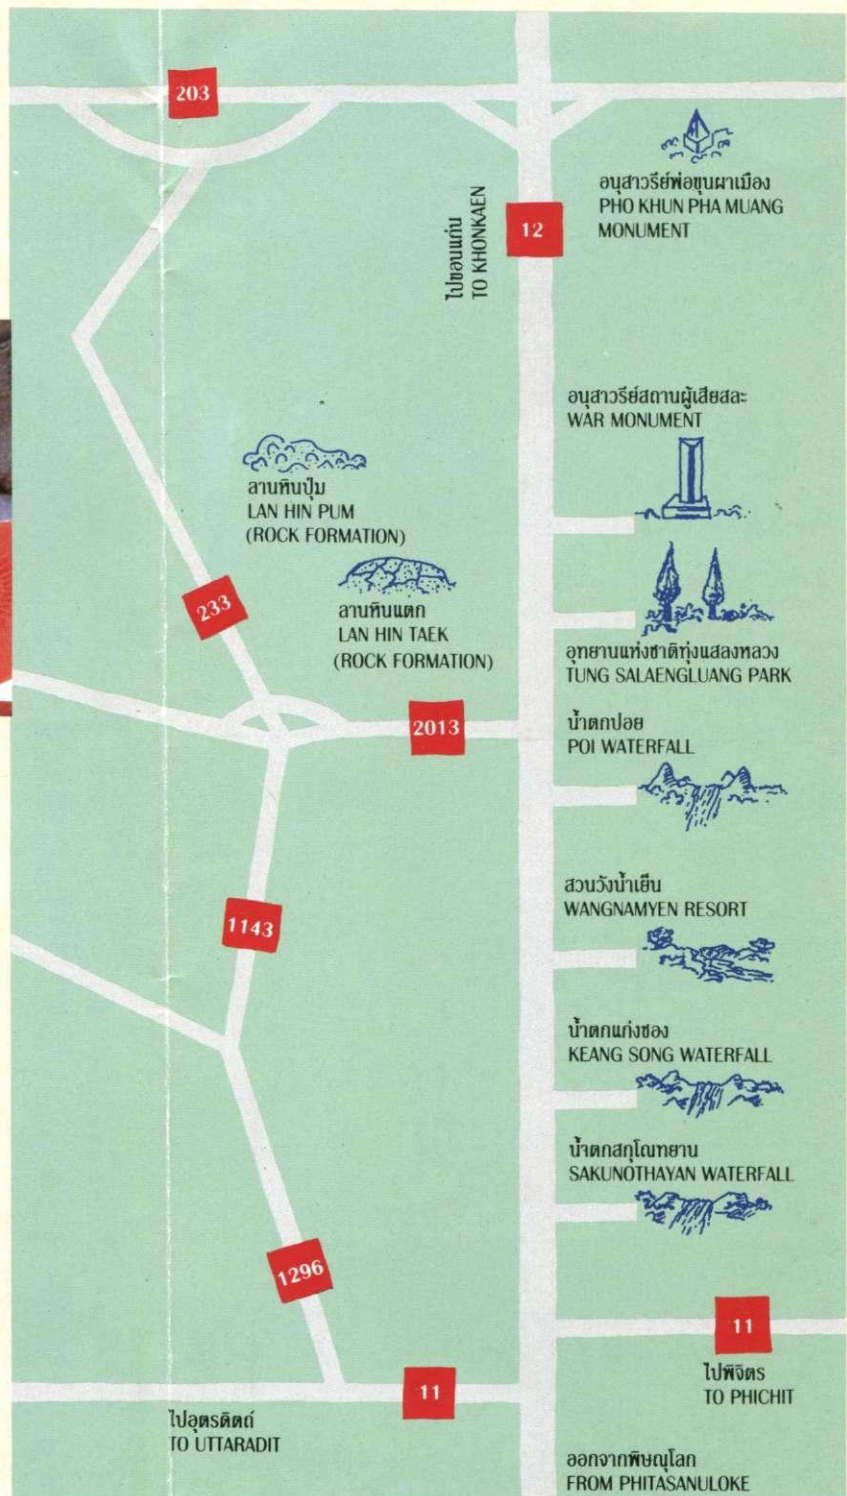 203
อนุสาวรีย์พ่อขุนผาเมือง
PHO KHUN PHA MUANG
MONUMENT
ไปขอนแก่น
TO KHONKAEN
12
อนุสาวรีย์สถานผู้เสียสละ
WAR MONUMENT
ลานหินปุ่ม
LAN HIN PUM
(ROCK FORMATION)
ลานหินแตก
LAN HIN TAEK
(ROCK FORMATION)
233
อุทยานแห่งชาติทุ่งแสลงหลวง
TUNG SALAENGLUANG PARK
2013
น้ำตกปอย
POI WATERFALL
สวนวังน้ำเย็น
WANGNAMYEN RESORT
1143
น้ำตกแก่งซอง
KEANG SONG WATERFALL
น้ำตกสกุโณทยาน
SAKUNOTHAYAN WATERFALL
1296
11
ไปพิจิตร
TO PHICHIT
11
ไปอุตรดิตถ์
TO UTTARADIT
ออกจากพิษณุโลก
FROM PHITASANULOKE